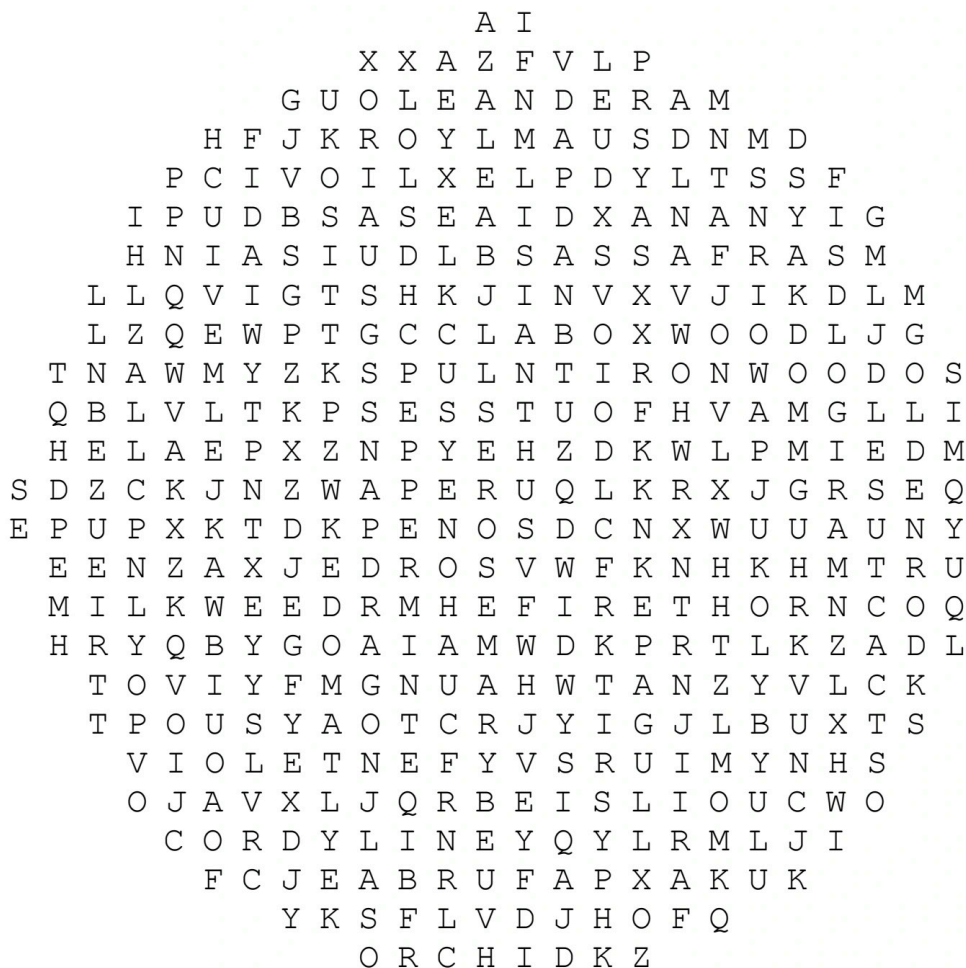 A I
X X A Z F V L P
G U O L E A N D E R A M
H F J K R O Y L M A U S D N M D
P C I V O I L X E L P D Y L T S S F
I P U D B S A S E A I D X A N A N Y I G
H N I A S I U D L B S A S S A F R A S M
L L Q V I G T S H K J I N V X V J I K D L M
L Z Q E W P T G C C L A B O X W O O D L J G
T N A W M Y Z K S P U L N T I R O N W O O D O S
Q B L V L T K P S E S S T U O F H V A M G L L I
H E L A E P X Z N P Y E H Z D K W L P M I E D M
S D Z C K J N Z W A P E R U Q L K R X J G R S E Q
E P U P X K T D K P E N O S D C N X W U U A U N Y
E E N Z A X J E D R O S V W F K N H K H M T R U
M I L K W E E D R M H E F I R E T H O R N C O Q
H R Y Q B Y G O A I A M W D K P R T L K Z A D L
T O V I Y F M G N U A H W T A N Z Y V L C K
T P O U S Y A O T C R J Y I G J L B U X T S
V I O L E T N E F Y V S R U I M Y N H S
O J A V X L J Q R B E I S L I O U C W O
C O R D Y L I N E Y Q Y L R M L J I
F C J E A B R U F A P X A K U K
Y K S F L V D J H O F Q
O R C H I D K Z